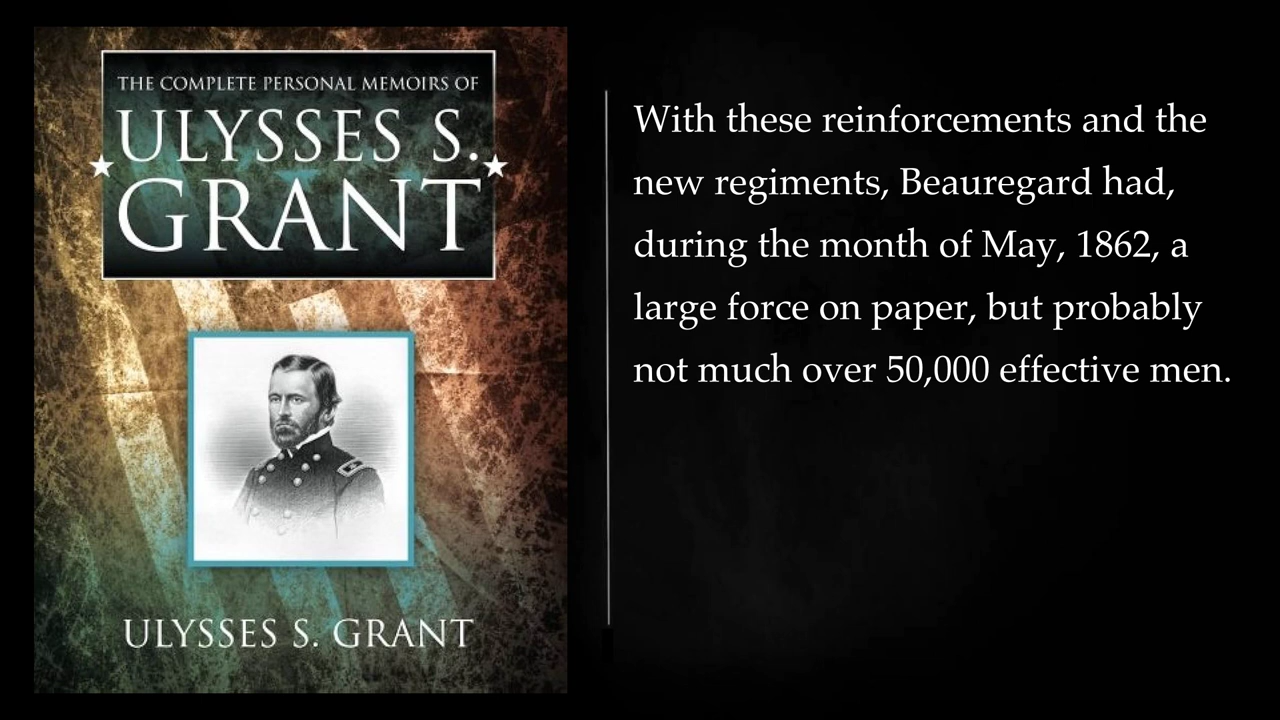 THE COMPLETE PERSONAL MEMOIRS OF
ULYSSES S.
GRANT
ULYSSES S. GRANT
With these reinforcements and the
new regiments, Beauregard had,
during the month of May, 1862, a
large force on paper, but probably
not much over 50,000 effective men.